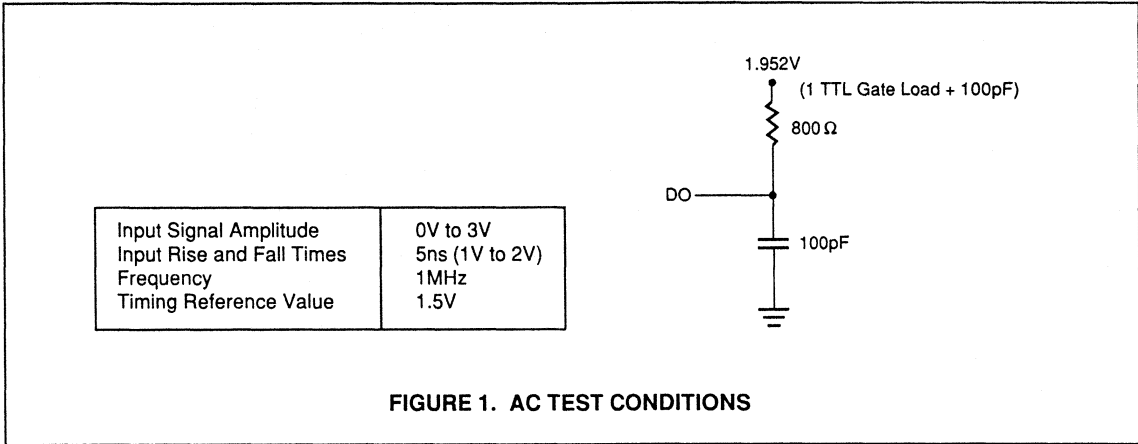 1.952V
(1 TTL Gate Load + 100pF)
800 Ω
DO
100pF
Input Signal Amplitude 0V to 3V
Input Rise and Fall Times 5ns (1V to 2V)
Frequency 1MHz
Timing Reference Value 1.5V
FIGURE 1. AC TEST CONDITIONS